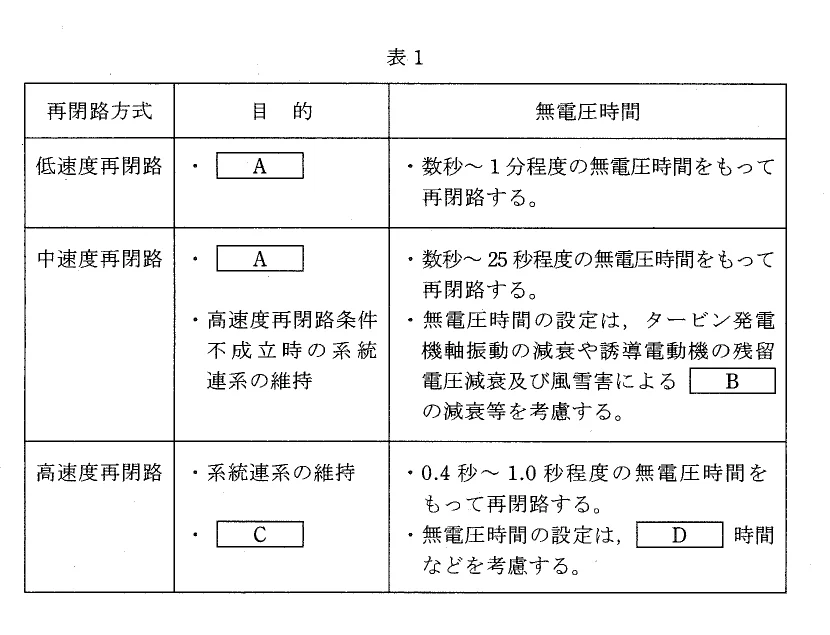 表1
再閉路方式 目 的 無電圧時間
低速度再閉路 ・ A ・数秒～1分程度の無電圧時間をもって
再閉路する。
中速度再閉路 ・ A ・数秒～25秒程度の無電圧時間をもって
再閉路する。
・高速度再閉路条件 ・無電圧時間の設定は，タービン発電
不成立時の系統 機軸振動の減衰や誘導電動機の残留
連系の維持 電圧減衰及び風雪害による B
の減衰等を考慮する。
高速度再閉路 ・系統連系の維持 ・0.4秒～1.0秒程度の無電圧時間を
もって再閉路する。
・ C ・無電圧時間の設定は， D 時間
などを考慮する。